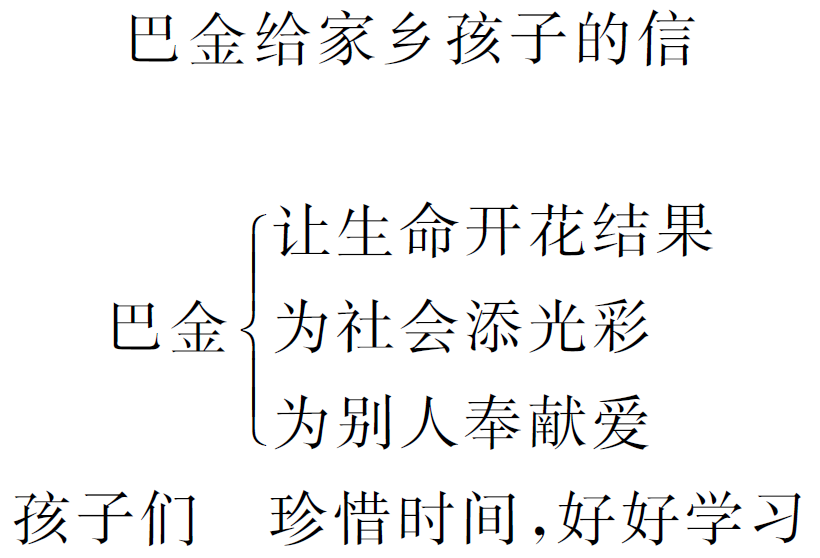 巴金给家乡孩子的信
让生命开花结果
巴金 为社会添光彩
为别人奉献爱
孩子们 珍惜时间,好好学习